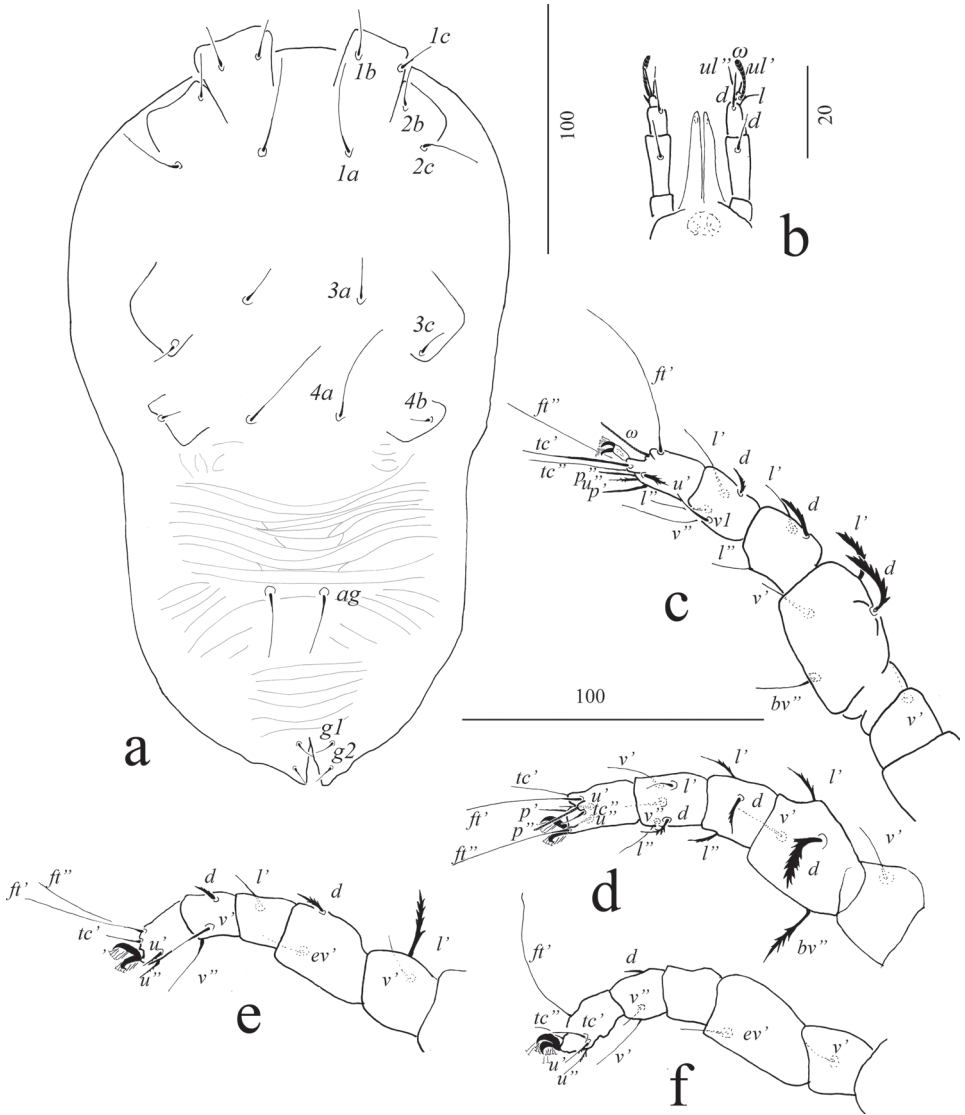 1c
1b
2b
1a
2c
3a
3c
4a
4b
ag
g1
g2
a
100
ω
ul’’
ul’
d
l
d
20
b
ft’
ft’’
ω
tc’
tc’’
l’
d
p’’
u’’
p’
u’
l’
d
l’’
v1
v’’
l’’
l’
d
v’
bv’’
v’
c
100
v’
l’
l’
tc’
u’
l’
d
v’
v’
ft’
p’
tc’’
p’’
u’’
v’’
d
d
ft’’
l’’
l’’
bv’’
d
ft’’
ft’
d
l’
d
tc’
u’
v’
l’
u’’
v’’
ev’
v’
e
ft’
d
tc’’
tc’
v’’
v’
ev’
u’
u’’
v’
f